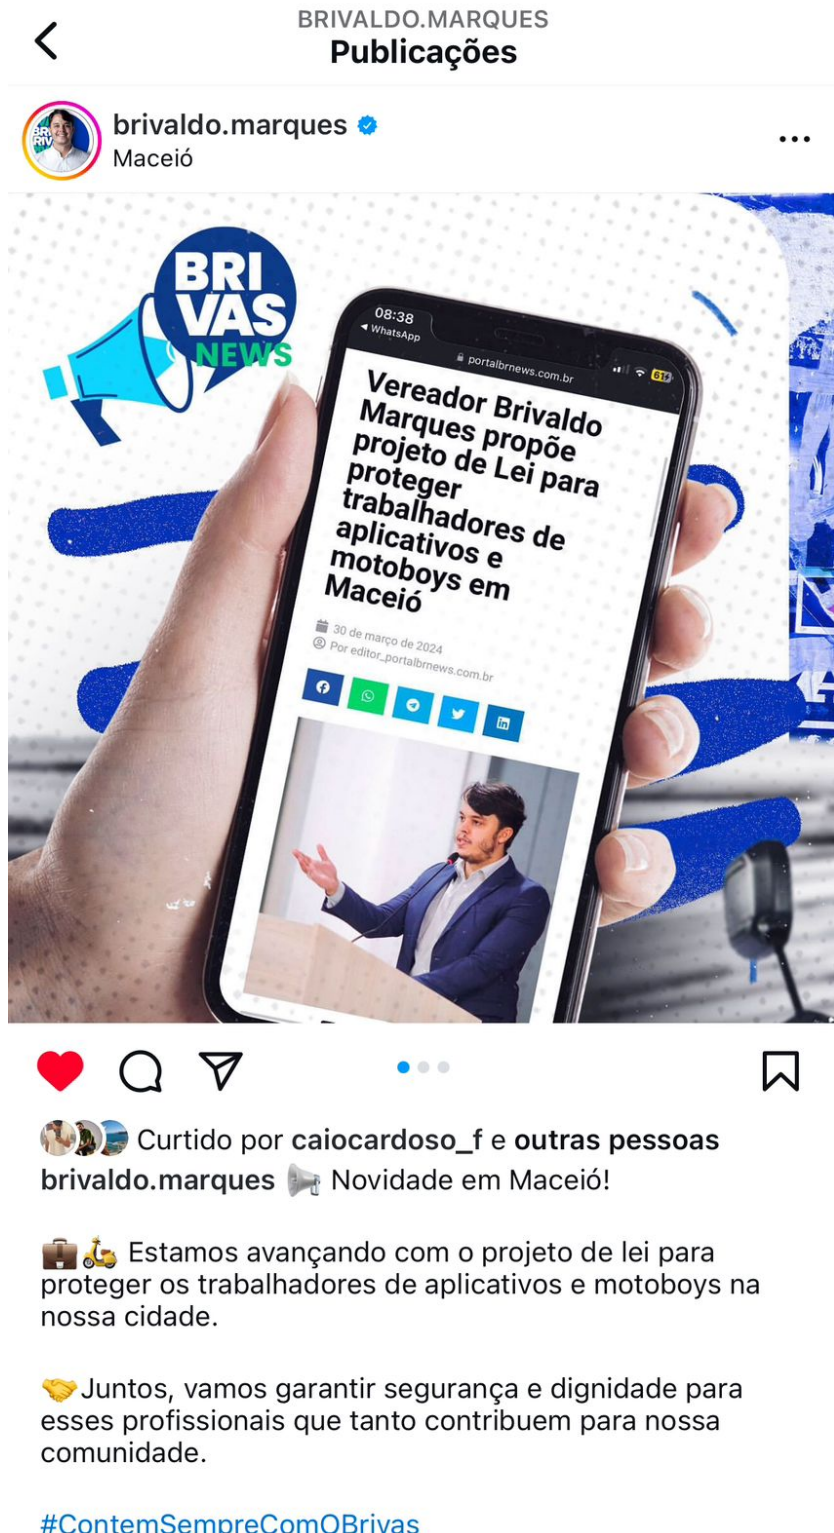 BRIVALDO.MARQUES
Publicações
brivaldo.marques
Maceió
BRI
VAS
NEWS
08:38
WhatsApp
portalbrnews.com.br
61
Vereador Brivaldo
Marques propõe
projeto de Lei para
proteger
trabalhadores de
aplicativos e
motoboys em
Maceió
30 de março de 2024
Por editor_portalbrnews.com.br
Curtido por caiocardoso_f e outras pessoas
brivaldo.marques 📢 Novidade em Maceió!
💼🛵 Estamos avançando com o projeto de lei para
proteger os trabalhadores de aplicativos e motoboys na
nossa cidade.
🤝Juntos, vamos garantir segurança e dignidade para
esses profissionais que tanto contribuem para nossa
comunidade.
#ContemSempreComOBrivas